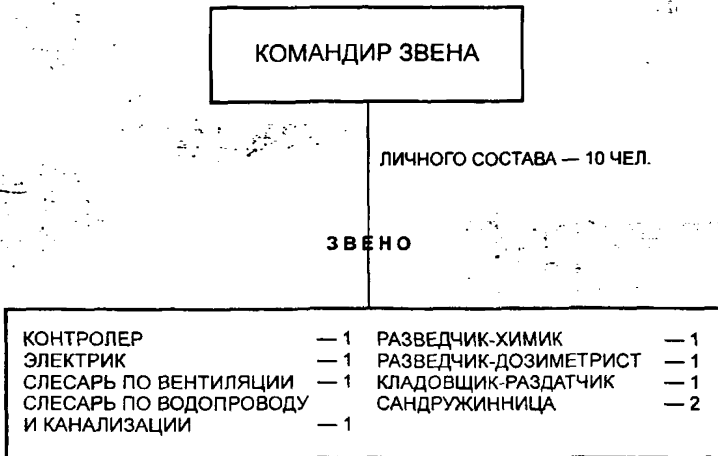 КОМАНДИР ЗВЕНА
ЛИЧНОГО СОСТАВА — 10 ЧЕЛ.
ЗВЕНО
КОНТРОЛЕР — 1
ЭЛЕКТРИК — 1
СЛЕСАРЬ ПО ВЕНТИЛЯЦИИ — 1
СЛЕСАРЬ ПО ВОДОПРОВОДУ
И КАНАЛИЗАЦИИ — 1
РАЗВЕДЧИК-ХИМИК — 1
РАЗВЕДЧИК-ДОЗИМЕТРИСТ — 1
КЛАДОВЩИК-РАЗДАТЧИК — 1
САНДРУЖИННИЦА — 2